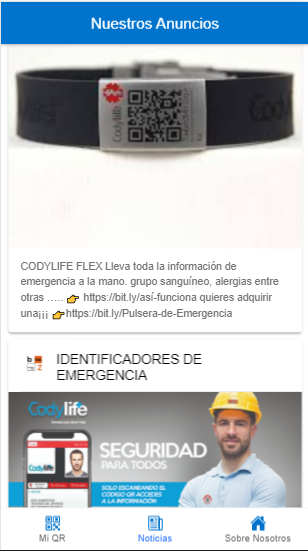 Nuestros Anuncios
Codylife
Codylife
CODYLIFE FLEX Lleva toda la información de
emergencia a la mano. grupo sanguíneo, alergias entre
otras ..... 👉 https://bit.ly/así-funciona quieres adquirir
una¡¡¡ 👉https://bit.ly/Pulsera-de-Emergencia
IDENTIFICADORES DE
EMERGENCIA
Codylife
SEGURIDAD
PARA TODOS
SOLO ESCANEANDO EL
CÓDIGO QR ACCEDES
A LA INFORMACIÓN
Codylife
Mi QR
Noticias
Sobre Nosotros